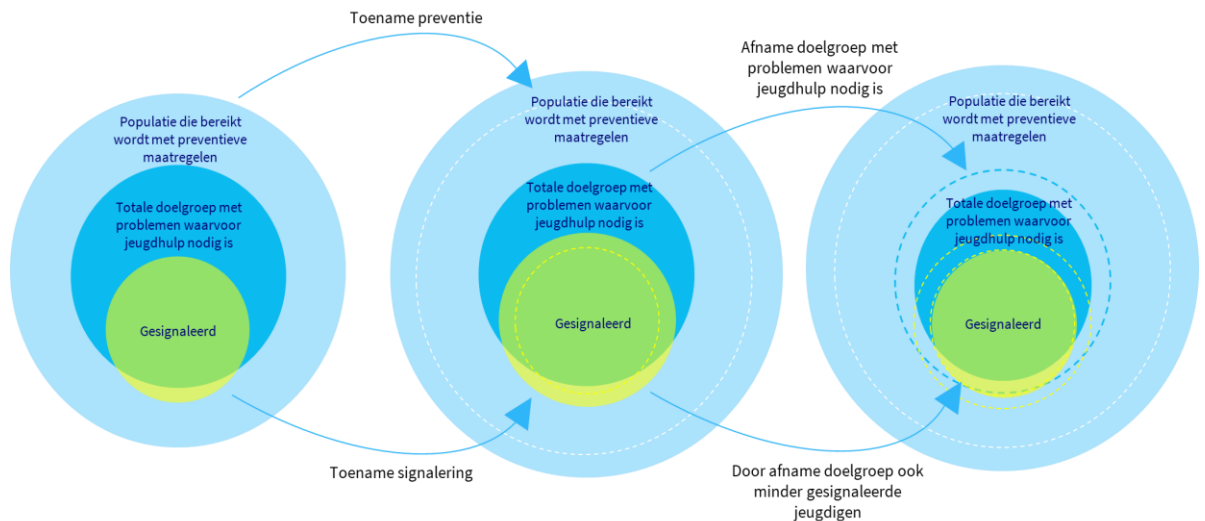 Toename preventie
Populatie die bereikt
wordt met preventieve
maatregelen
Totale doelgroep met
problemen waarvoor
jeugdhulp nodig is
Gesignaleerd
Toename signalering
Populatie die bereikt
wordt met preventieve
maatregelen
Totale doelgroep met
problemen waarvoor
jeugdhulp nodig is
Gesignaleerd
Afname doelgroep met
problemen waarvoor
jeugdhulp nodig is
Populatie die bereikt
wordt met preventieve
maatregelen
Totale doelgroep met
problemen waarvoor
jeugdhulp nodig is
Gesignaleerd
Door afname doelgroep ook
minder gesignaleerde
jeugdigen